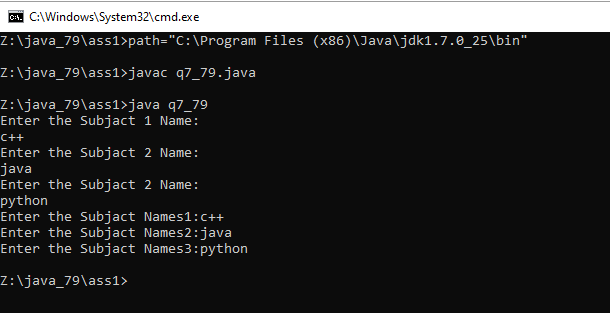 C:\Windows\System32\cmd.exe
Z:\java_79\ass1>path="C:\Program Files (x86)\Java\jdk1.7.0_25\bin"
Z:\java_79\ass1>javac q7_79.java
Z:\java_79\ass1>java q7_79
Enter the Subjact 1 Name:
c++
Enter the Subjact 2 Name:
java
Enter the Subjact 2 Name:
python
Enter the Subjact Names1:c++
Enter the Subjact Names2:java
Enter the Subjact Names3:python
Z:\java_79\ass1>